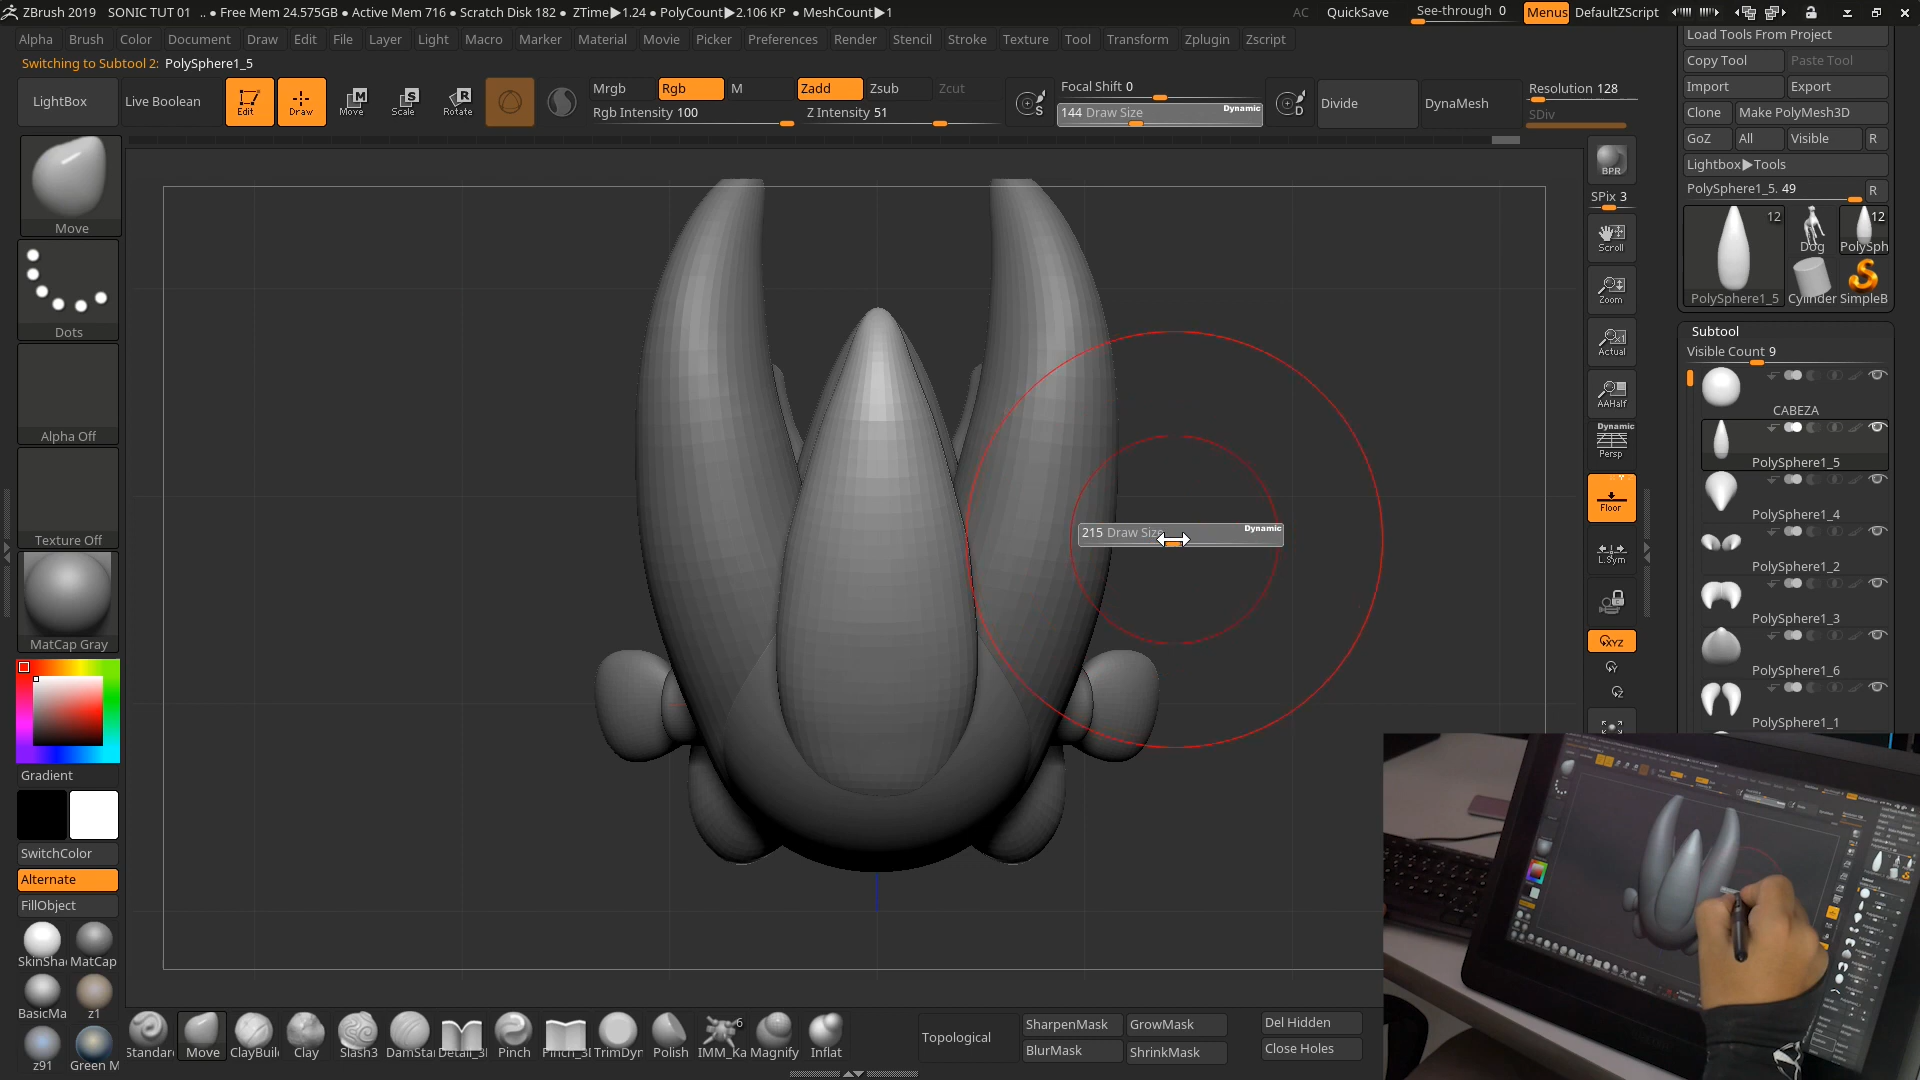 ZBrush 2019 SONIC TUT 01 .. ● Free Mem 24.575GB ● Active Mem 716 ● Scratch Disk 182 ● ZTime▶1.24 ● PolyCount▶2.106 KP ● MeshCount▶1 AC QuickSave See-through 0 Menus DefaultZScript
Alpha Brush Color Document Draw Edit File Layer Light Macro Marker Material Movie Picker Preferences Render Stencil Stroke Texture Tool Transform Zplugin Zscript
Switching to Subtool 2: PolySphere1_5
LightBox
Live Boolean
Edit
Draw
Move
Scale
Rotate
Mrgb Rgb M Zadd Zsub Zcut
Rgb Intensity 100 Z Intensity 51
Focal Shift 0
144 Draw Size Dynamic
Divide
DynaMesh
Resolution 128
SDiv
Move
Dots
Alpha Off
Texture Off
MatCap Gray
Gradient
SwitchColor
Alternate
FillObject
SkinSha MatCap
BasicMa z1
z91 Green M
215 Draw Size Dynamic
BPR
SPix 3
Scroll
Zoom
Actual
AAHalf
Dynamic
Persp
Floor
L.Sym
XYZ
Load Tools From Project
Copy Tool Paste Tool
Import Export
Clone Make PolyMesh3D
GoZ All Visible R
Lightbox▶Tools
PolySphere1_5. 49 R
12 12
Dog PolySph
PolySphere1_5 Cylinder SimpleB
Subtool
Visible Count 9
CABEZA
PolySphere1_5
PolySphere1_4
PolySphere1_2
PolySphere1_3
PolySphere1_6
PolySphere1_1
Standar Move ClayBuil Clay Slash3 DamSta Detail_3 Pinch Pinch_3 TrimDyn Polish IMM_Ka 6 Magnify Inflat
Topological
SharpenMask GrowMask
BlurMask ShrinkMask
Del Hidden
Close Holes